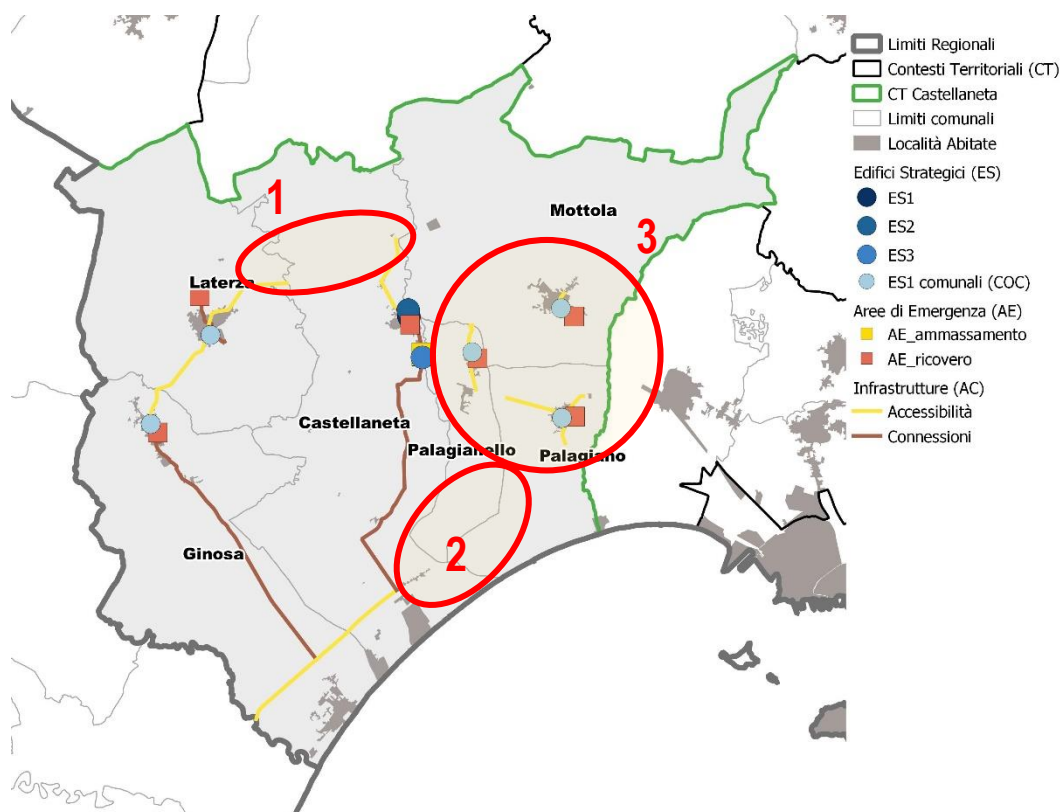 1
Mottola
3
Laterza
Castellaneta
Palagianello
Palagiano
Ginosa
2
Limiti Regionali
Contesti Territoriali (CT)
CT Castellaneta
Limiti comunali
Località Abitate
Edifici Strategici (ES)
ES1
ES2
ES3
ES1 comunali (COC)
Aree di Emergenza (AE)
AE_ammassamento
AE_ricovero
Infrastrutture (AC)
Accessibilità
Connessioni